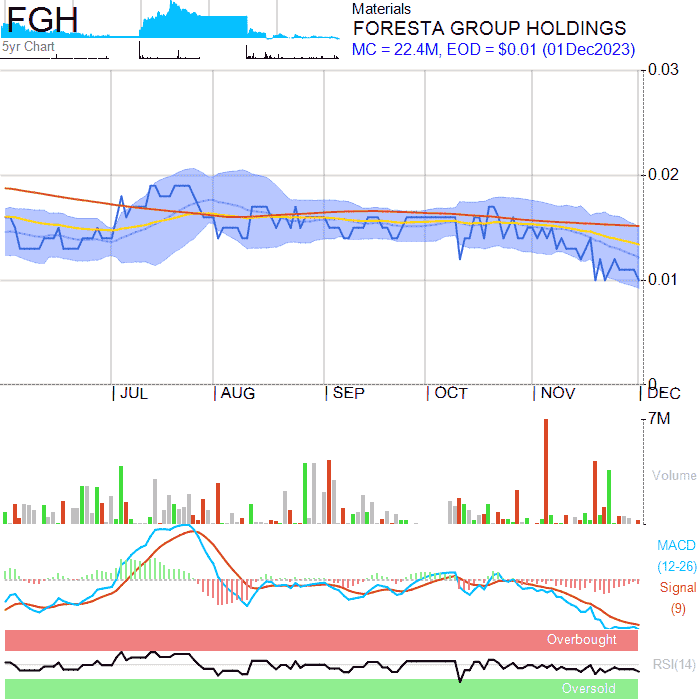 FGH
5yr Chart
Materials
FORESTA GROUP HOLDINGS
MC = 22.4M, EOD = $0.01 (01Dec2023)
0.03
0.02
0.01
0
JUL AUG SEP OCT NOV DEC
7M
Volume
MACD
(12-26)
Signal
(9)
Overbought
RSI(14)
Oversold